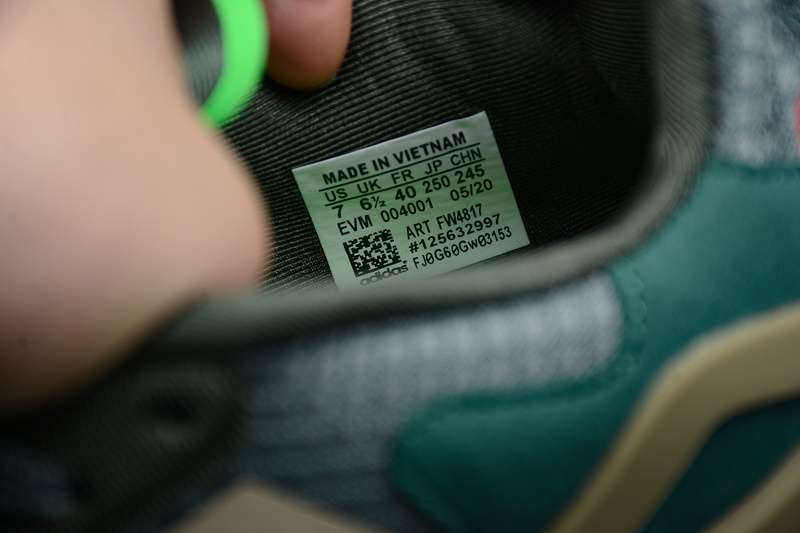 MADE IN VIETNAM
US UK FR JP CHN
7 6½ 40 250 245
EVM 004001 05/20
ART FW4817
#125632997
FJ0G60Gw03153
adidas